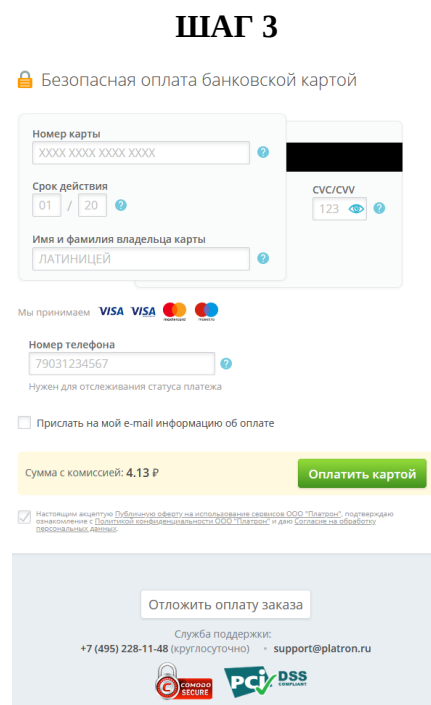 ШАГ 3
Безопасная оплата банковской картой
Номер карты
XXXX XXXX XXXX XXXX
?
Срок действия
01 / 20 ?
CVC/CVV
123 ?
Имя и фамилия владельца карты
ЛАТИНИЦЕЙ ?
Мы принимаем VISA VISA
Номер телефона
79031234567 ?
Нужен для отслеживания статуса платежа
Прислать на мой e-mail информацию об оплате
Сумма с комиссией: 4.13 ₽
Оплатить картой
Настоящим акцептую Публичную оферту на использование сервисов ООО "Платрон", подтверждаю
ознакомление с Политикой конфиденциальности ООО "Платрон" и даю Согласие на обработку
персональных данных.
Отложить оплату заказа
Служба поддержки:
+7 (495) 228-11-48 (круглосуточно) • support@platron.ru
COMODO
SECURE
PCI DSS
COMPLIANT